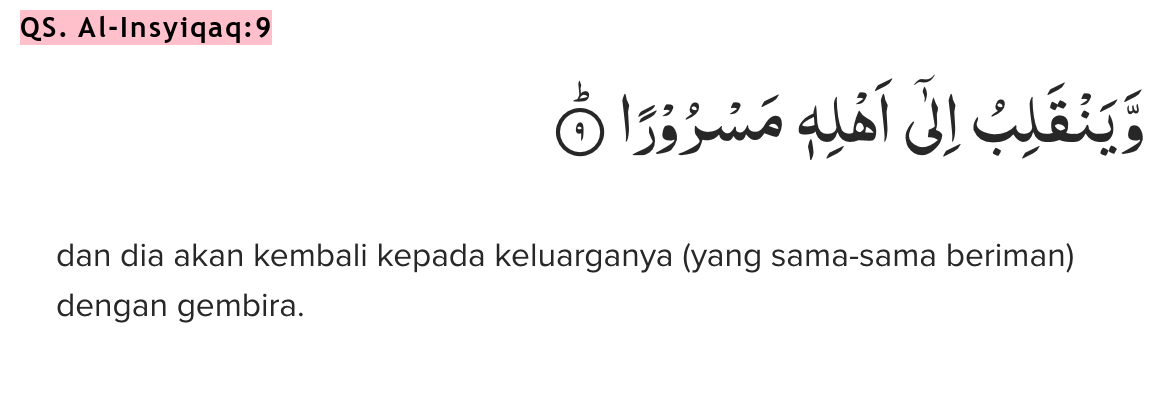 QS. Al-Insyiqaq:9
وَّيَنْقَلِبُ اِلٰٓى اَهْلِهٖ مَسْرُوْرًاۗ ٩
dan dia akan kembali kepada keluarganya (yang sama-sama beriman)
dengan gembira.